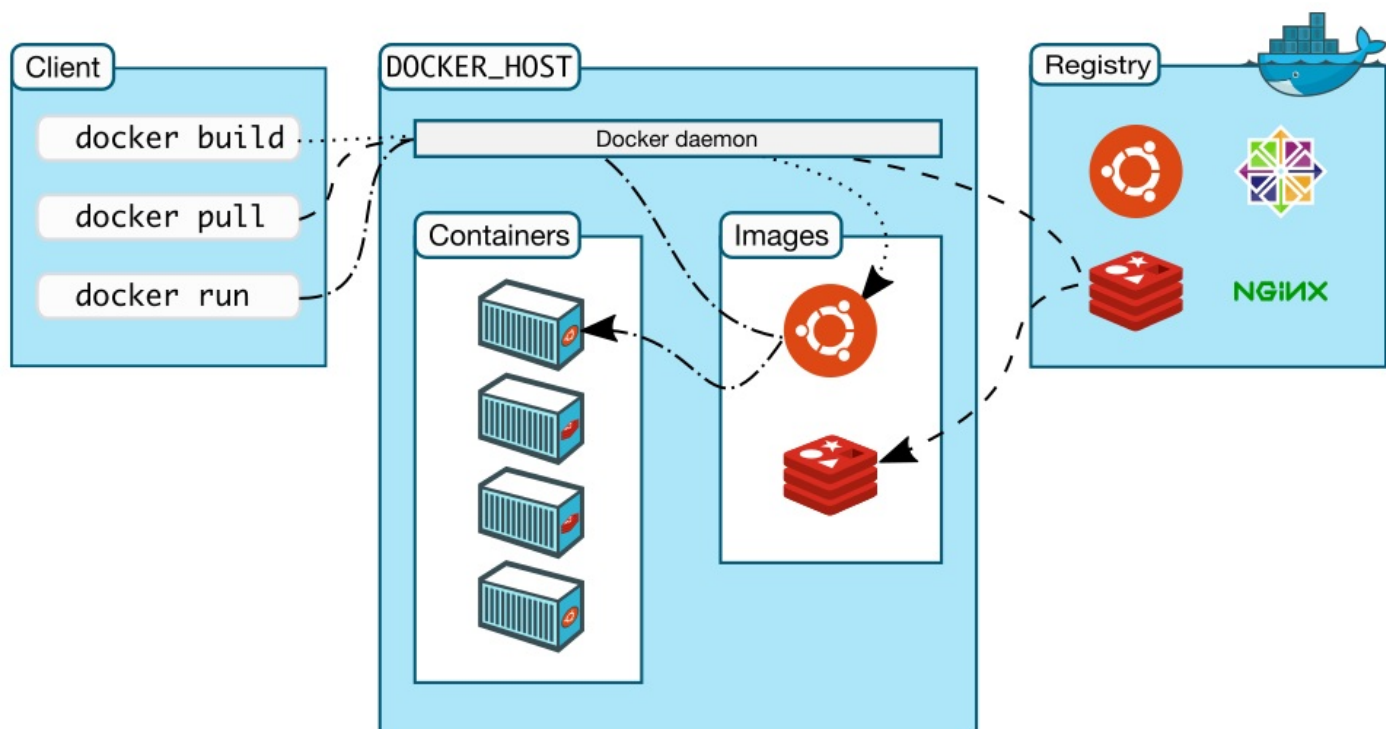 Client
docker build
docker pull
docker run
DOCKER_HOST
Docker daemon
Containers
Images
Registry
NGiNX